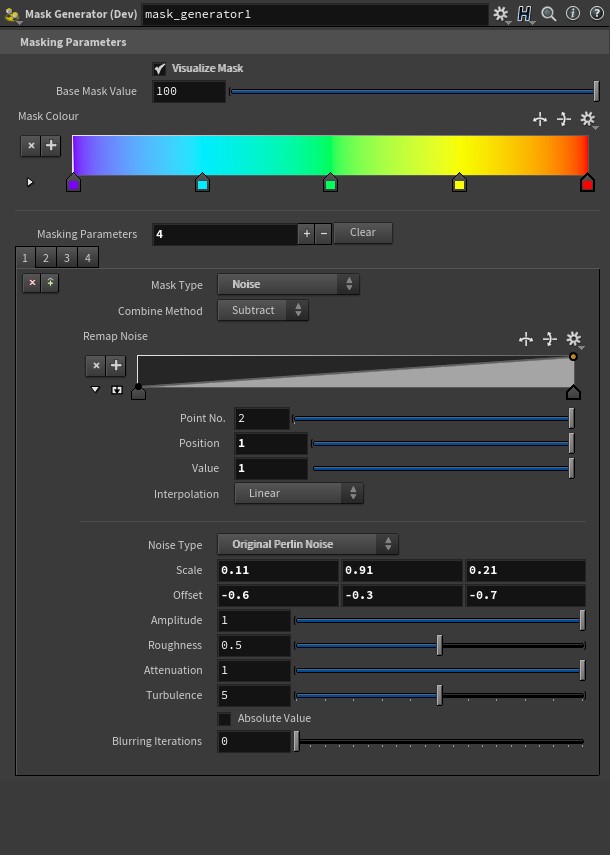 Mask Generator (Dev) mask_generator1
Masking Parameters
Visualize Mask
Base Mask Value 100
Mask Colour
Masking Parameters 4 + − Clear
1 2 3 4
Mask Type Noise
Combine Method Subtract
Remap Noise
Point No. 2
Position 1
Value 1
Interpolation Linear
Noise Type Original Perlin Noise
Scale 0.11 0.91 0.21
Offset -0.6 -0.3 -0.7
Amplitude 1
Roughness 0.5
Attenuation 1
Turbulence 5
Absolute Value
Blurring Iterations 0